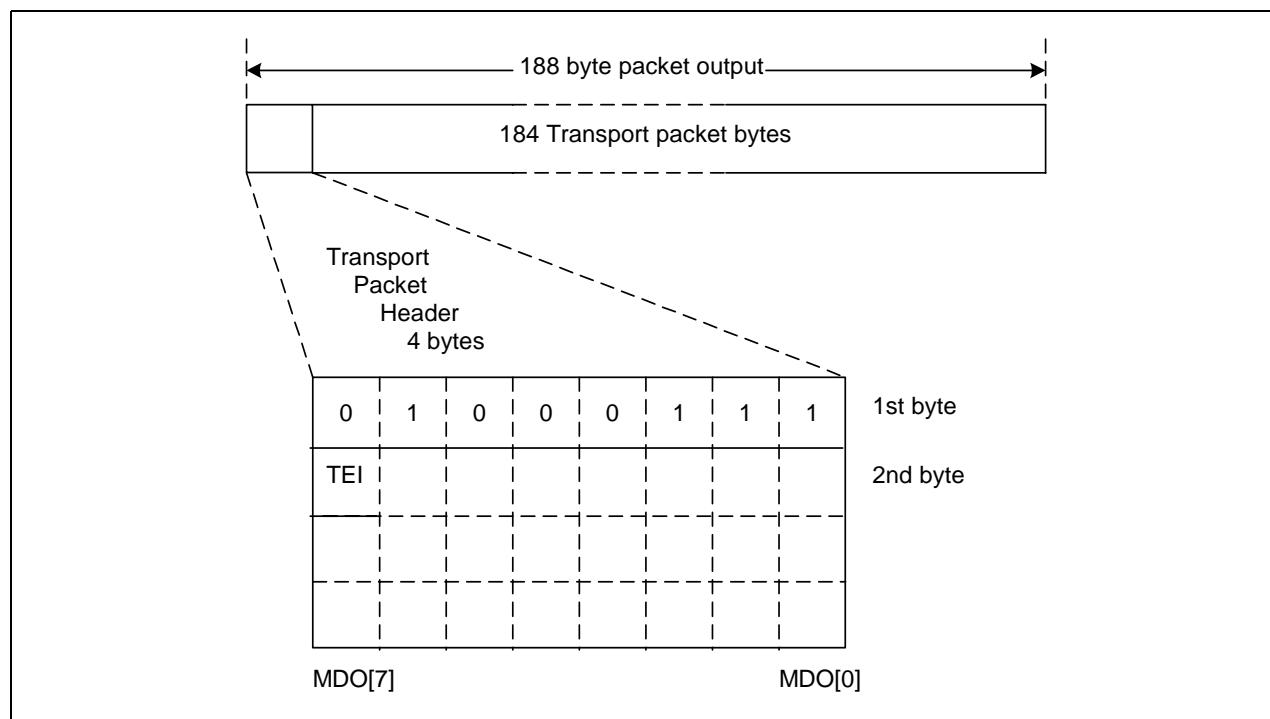 188 byte packet output
184 Transport packet bytes
Transport
Packet
Header
4 bytes
0 1 0 0 0 1 1 1 1st byte
TEI 2nd byte
MDO[7] MDO[0]